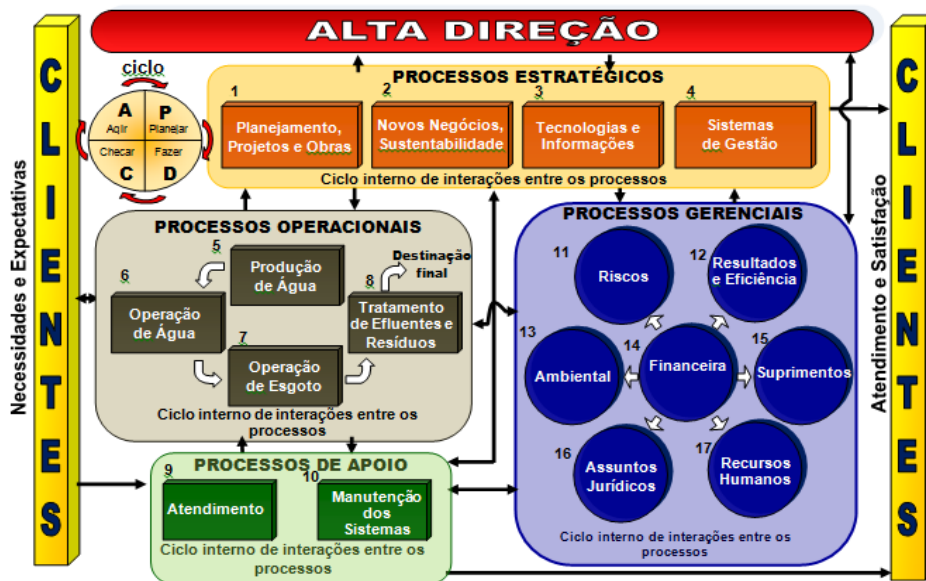 ALTA DIREÇÃO
CLIENTES
Necessidades e Expectativas
ciclo
A
Agir
P
Planejar
Checar
C
Fazer
D
PROCESSOS ESTRATÉGICOS
1
Planejamento,
Projetos e Obras
2
Novos Negócios,
Sustentabilidade
3
Tecnologias e
Informações
4
Sistemas
de Gestão
Ciclo interno de interações entre os processos
PROCESSOS OPERACIONAIS
5
Produção
de Água
6
Operação
de Água
7
Operação
de Esgoto
8
Tratamento
de Efluentes e
Resíduos
Destinação
final
Ciclo interno de interações entre os
processos
PROCESSOS DE APOIO
9
Atendimento
10
Manutenção
dos
Sistemas
Ciclo interno de interações entre os
processos
PROCESSOS GERENCIAIS
11
Riscos
12
Resultados
e Eficiência
13
Ambiental
14
Financeira
15
Suprimentos
16
Assuntos
Jurídicos
17
Recursos
Humanos
Ciclo interno de interações entre os
processos
Atendimento e Satisfação
CLIENTES